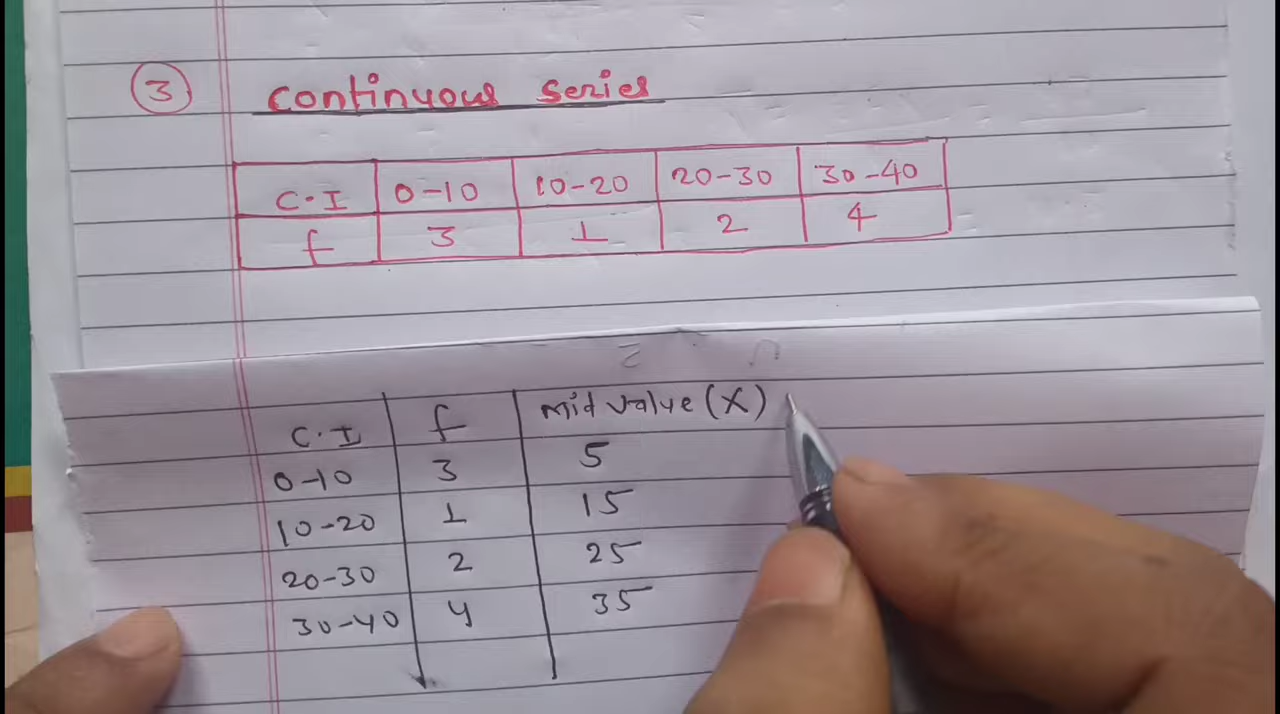 3 Continuous series
C.I 0-10 10-20 20-30 30-40
f 3 1 2 4
C.I f mid value (X)
0-10 3 5
10-20 1 15
20-30 2 25
30-40 4 35